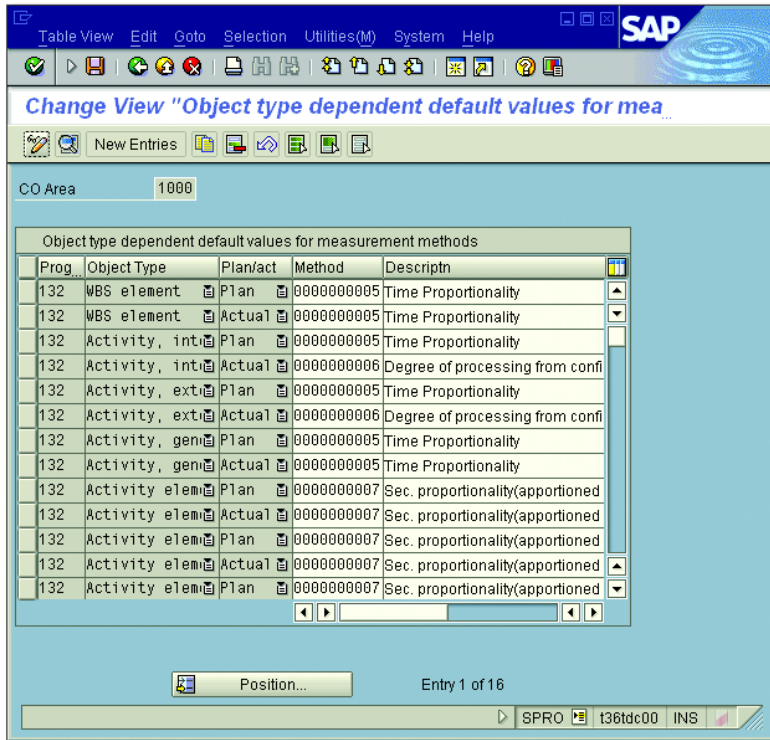 Table View Edit Goto Selection Utilities(M) System Help
SAP
Change View "Object type dependent default values for mea
New Entries
CO Area 1000
Object type dependent default values for measurement methods
Prog... Object Type Plan/act Method Descriptn
132 WBS element Plan 0000000005 Time Proportionality
132 WBS element Actual 0000000005 Time Proportionality
132 Activity, inte Plan 0000000005 Time Proportionality
132 Activity, inte Actual 0000000006 Degree of processing from confi
132 Activity, exte Plan 0000000005 Time Proportionality
132 Activity, exte Actual 0000000006 Degree of processing from confi
132 Activity, gene Plan 0000000005 Time Proportionality
132 Activity, gene Actual 0000000005 Time Proportionality
132 Activity elem Plan 0000000007 Sec. proportionality(apportioned
132 Activity elem Actual 0000000007 Sec. proportionality(apportioned
132 Activity elem Plan 0000000007 Sec. proportionality(apportioned
132 Activity elem Actual 0000000007 Sec. proportionality(apportioned
132 Activity elem Plan 0000000007 Sec. proportionality(apportioned
Position... Entry 1 of 16
SPRO t36tdc00 INS